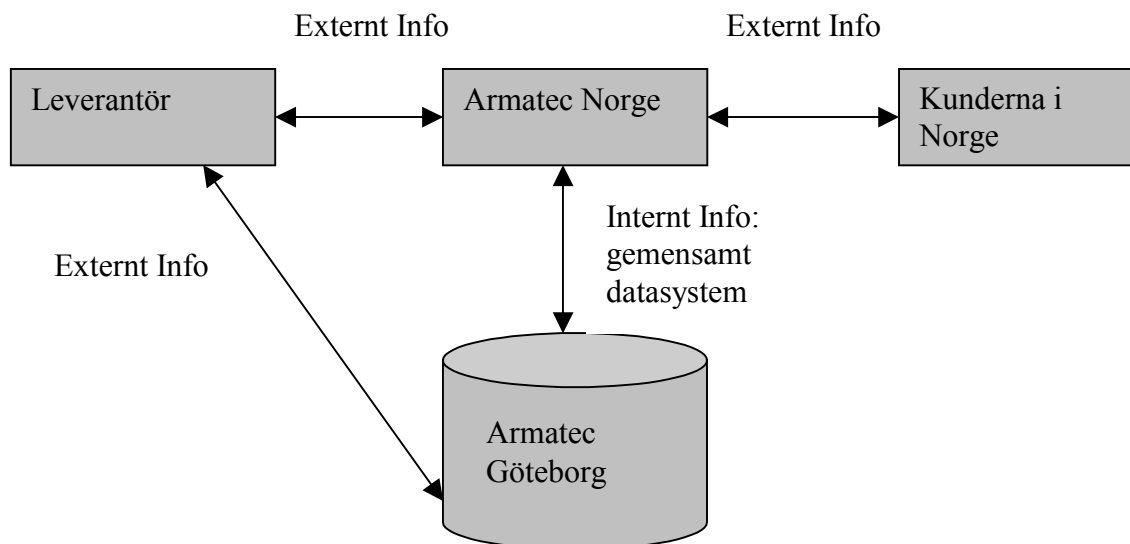 Externt Info
Externt Info
Leverantör
Armatec Norge
Kunderna i
Norge
Internt Info:
gemensamt
datasystem
Externt Info
Armatec
Göteborg